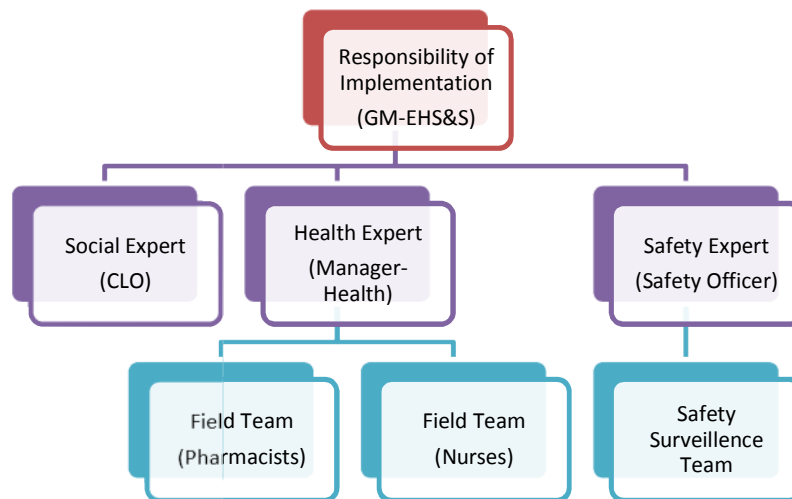 Responsibility of
Implementation
(GM-EHS&S)
Social Expert
(CLO)
Health Expert
(Manager-
Health)
Safety Expert
(Safety Officer)
Field Team
(Pharmacists)
Field Team
(Nurses)
Safety
Surveillence
Team